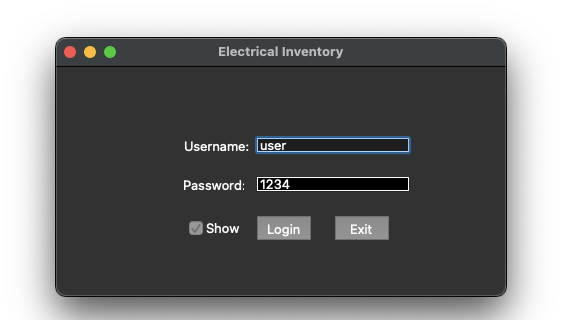 Electrical Inventory
Username: user
Password: 1234
Show Login Exit